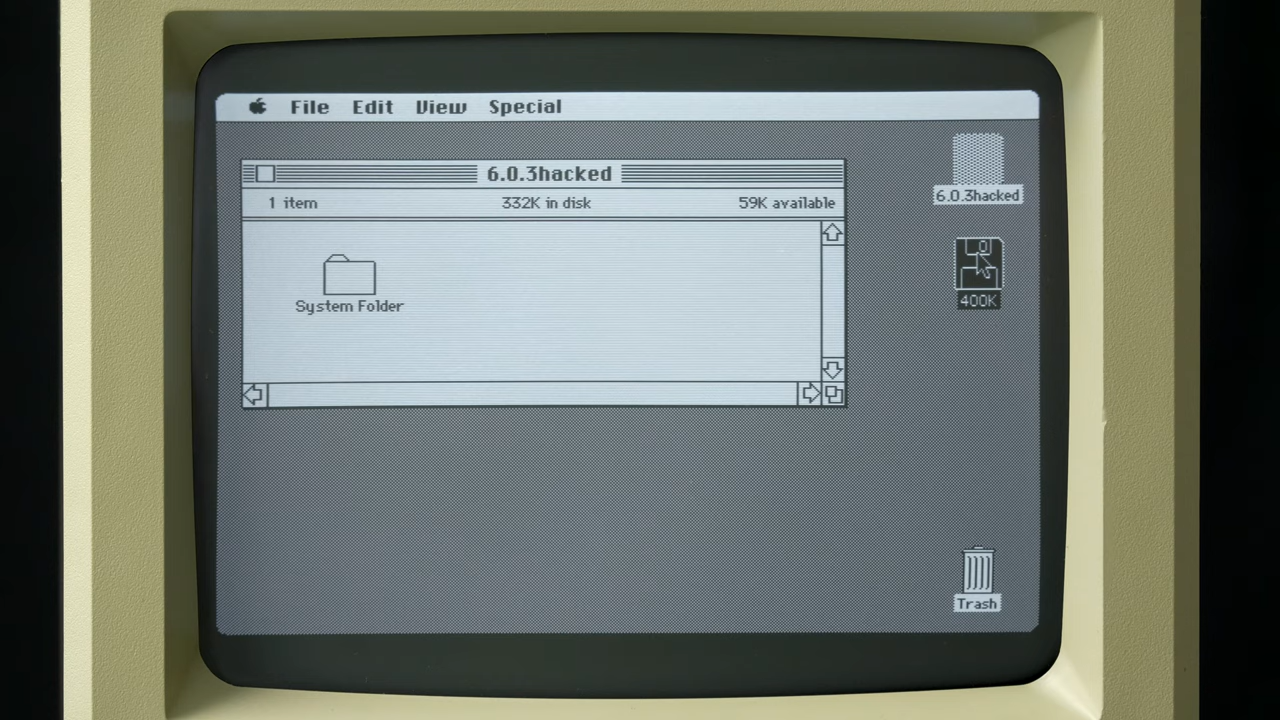 File Edit View Special
6.0.3hacked
1 item 332K in disk 59K available
System Folder
6.0.3hacked
400K
Trash